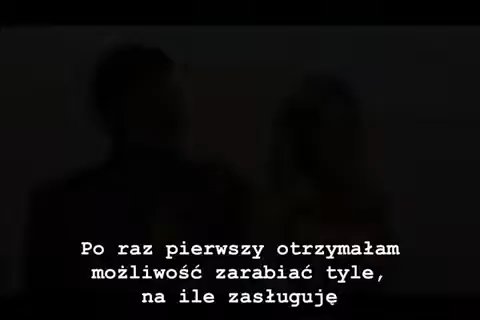 Po raz pierwszy otrzymałam
możliwość zarabiać tyle,
na ile zasługuję